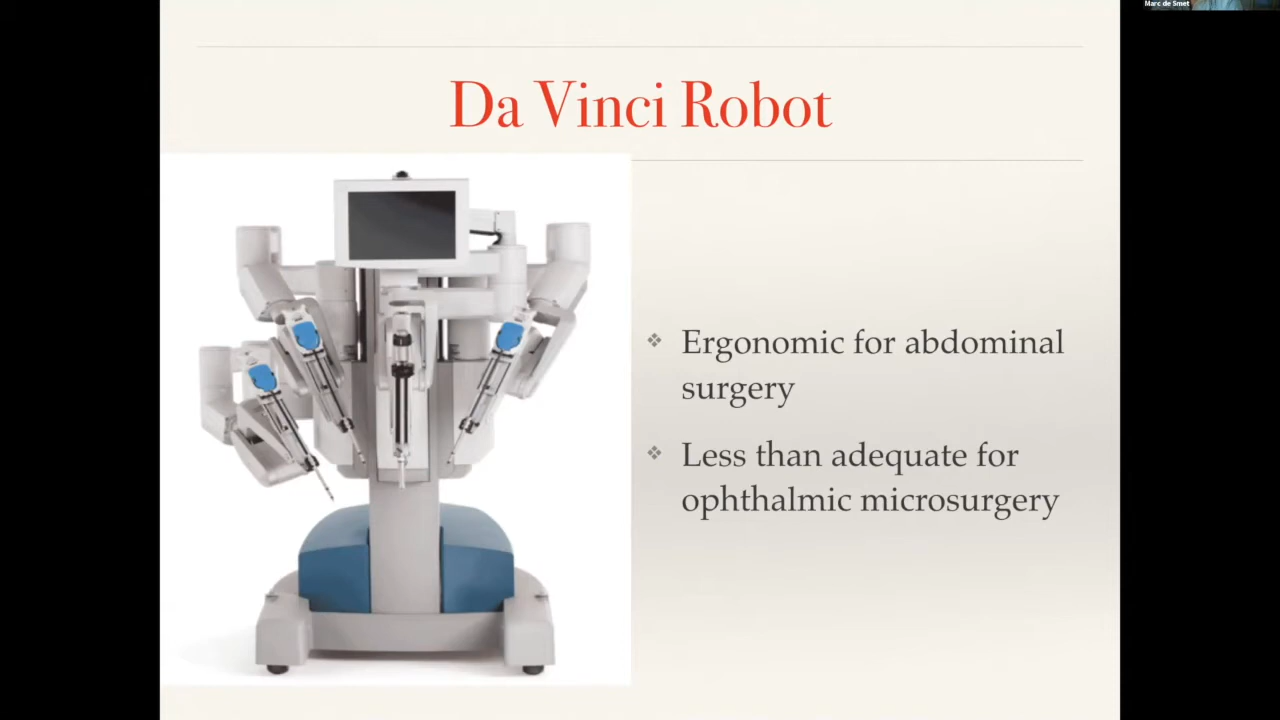 Marc de Smet
Da Vinci Robot
❖ Ergonomic for abdominal
surgery
❖ Less than adequate for
ophthalmic microsurgery